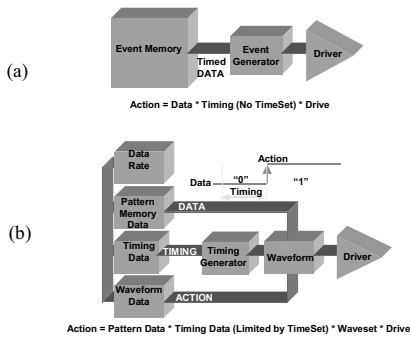 (a)
Event Memory
Timed
DATA
Event
Generator
Driver
Action = Data * Timing (No TimeSet) * Drive
(b)
Data
Rate
Pattern
Memory
Data
Timing
Data
Waveform
Data
DATA
TIMING
ACTION
Timing
Generator
Waveform
Driver
Action
Data
“0”
“1”
Timing
Action = Pattern Data * Timing Data (Limited by TimeSet) * Waveset * Drive